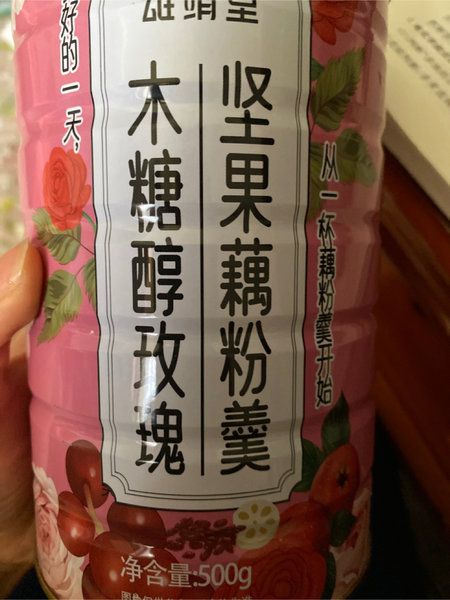 雄靖堂
好的一天,
木糖醇玫瑰
坚果藕粉羹
从一杯藕粉羹开始
净含量:500g